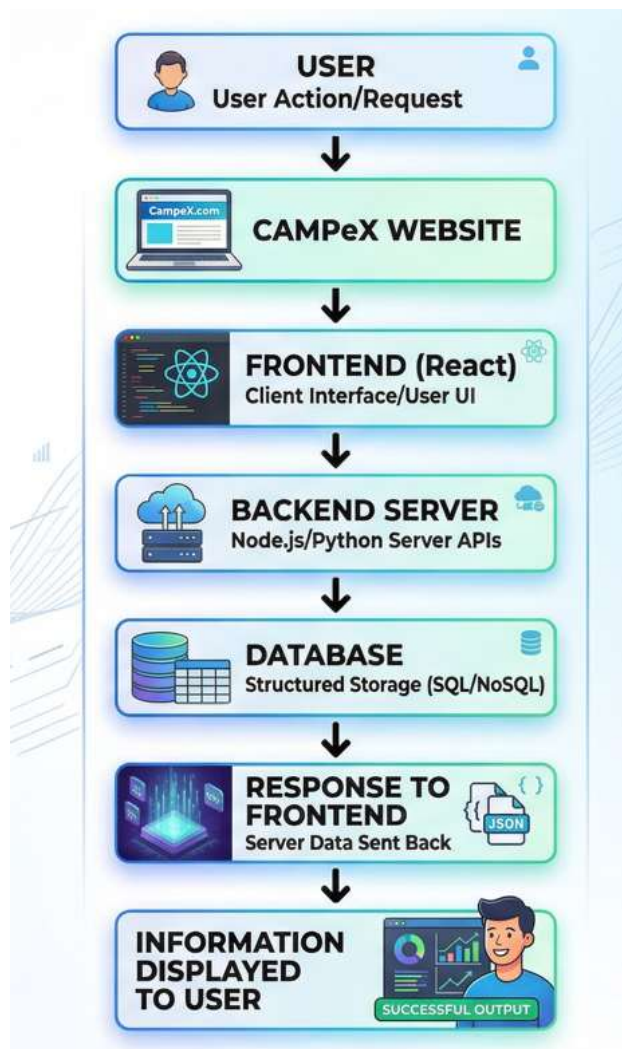 USER
User Action/Request
CampeX.com
CAMPeX WEBSITE
FRONTEND (React)
Client Interface/User UI
BACKEND SERVER
Node.js/Python Server APIs
DATABASE
Structured Storage (SQL/NoSQL)
RESPONSE TO
FRONTEND
Server Data Sent Back
{ }
{
JSON
INFORMATION
DISPLAYED
TO USER
SUCCESSFUL OUTPUT